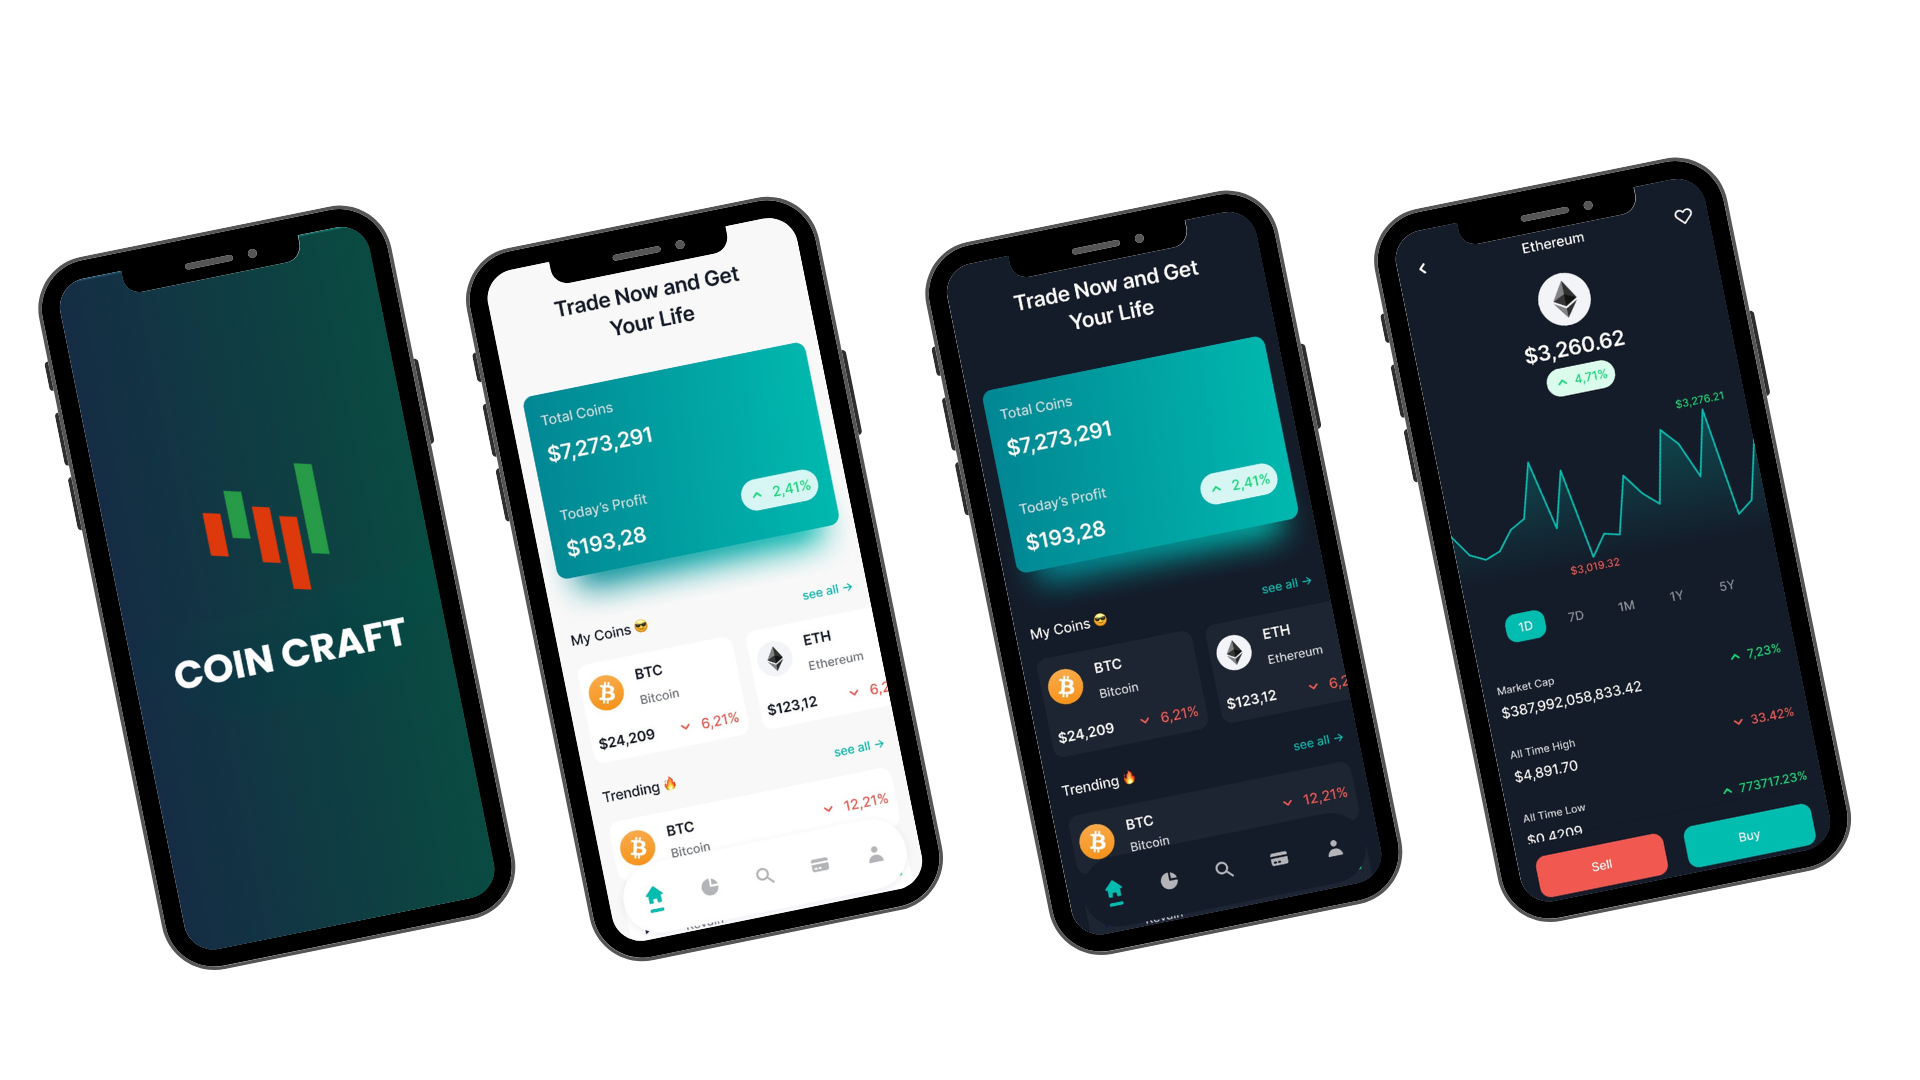 COIN CRAFT
Trade Now and Get
Your Life
Total Coins
$7,273,291
Today's Profit
$193,28
2,41%
My Coins 😎
see all →
BTC
Bitcoin
$24,209
6,21%
ETH
Ethereum
$123,12
6,2
Trending 🔥
see all →
BTC
Bitcoin
12,21%
Trade Now and Get
Your Life
Total Coins
$7,273,291
Today's Profit
$193,28
2,41%
My Coins 😎
see all →
BTC
Bitcoin
$24,209
6,21%
ETH
Ethereum
$123,12
6,2
Trending 🔥
see all →
BTC
Bitcoin
12,21%
Ethereum
$3,260.62
4,71%
$3,276.21
$3,019.32
1D 7D 1M 1Y 5Y
Market Cap
$387,992,058,833.42
7,23%
All Time High
$4,891.70
33.42%
All Time Low
$0.4209
773717.23%
Sell
Buy